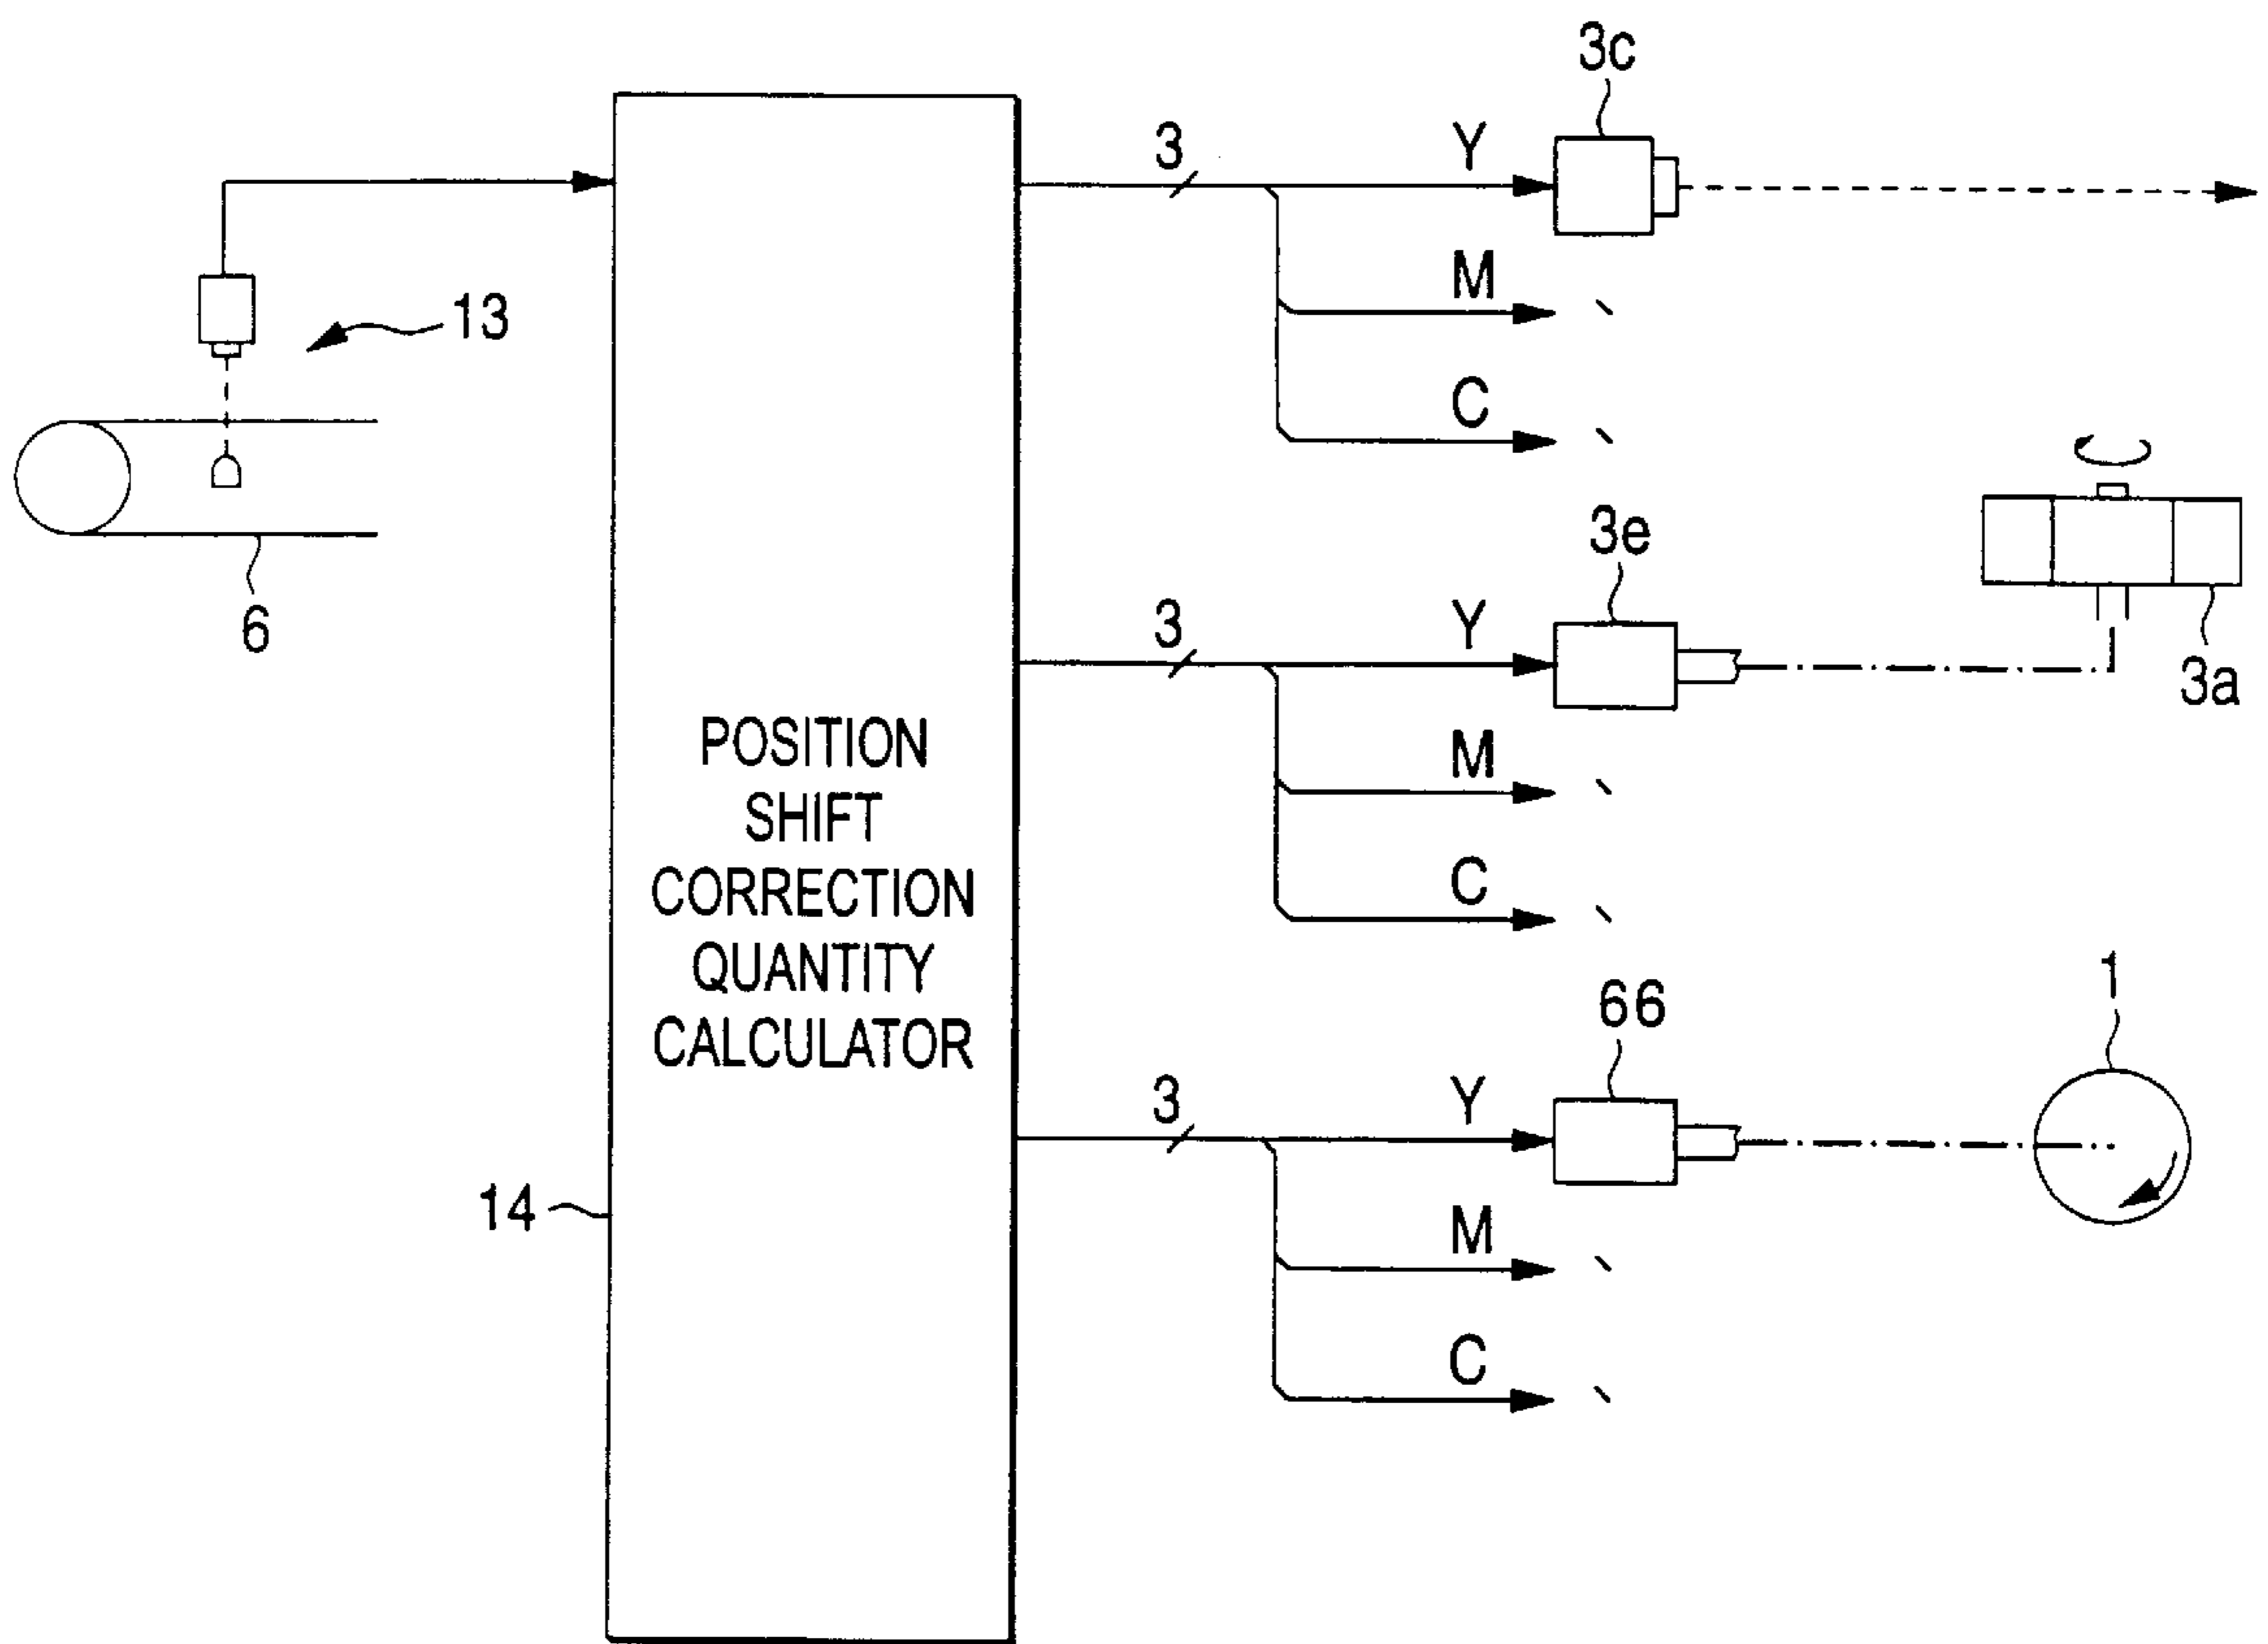 3c
3
Y
M
C
13
6
3e
3
Y
M
C
3a
POSITION
SHIFT
CORRECTION
QUANTITY
CALCULATOR
66
1
3
Y
M
C
14